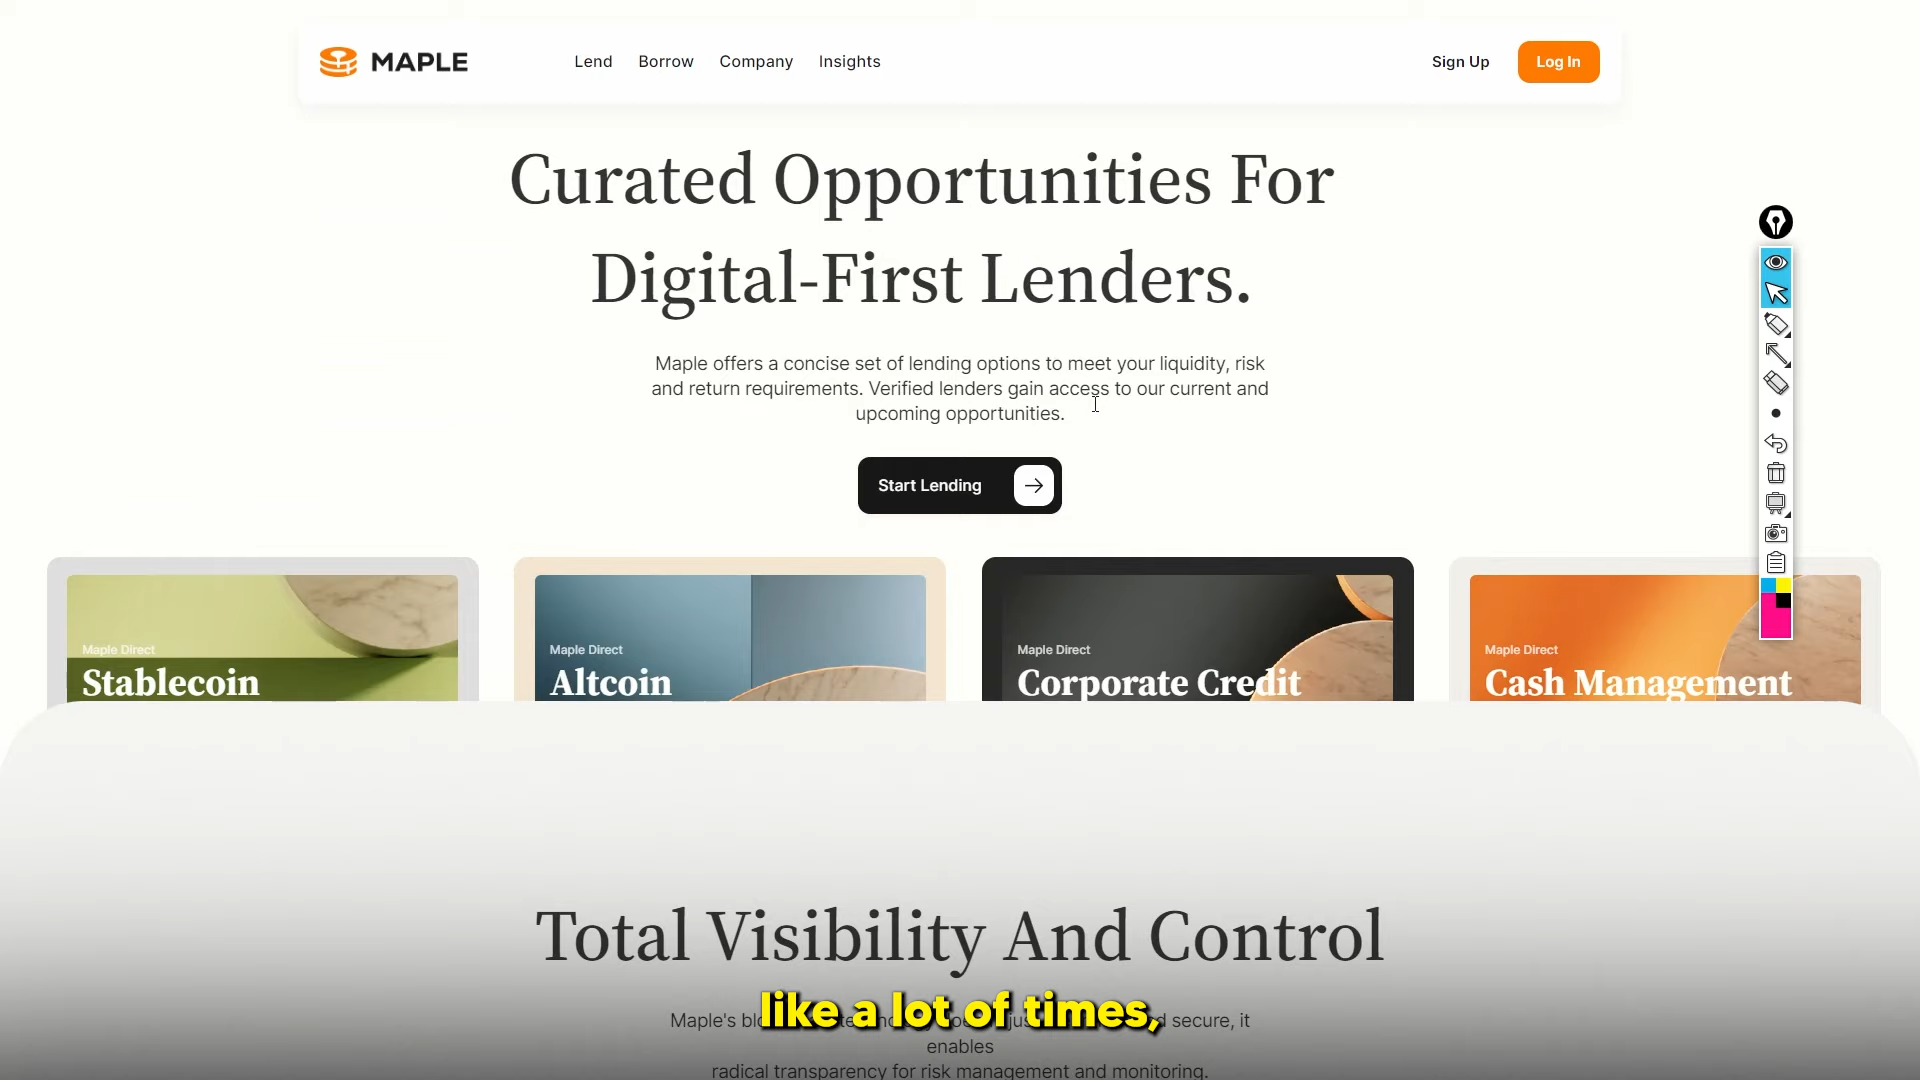 MAPLE
Lend Borrow Company Insights
Sign Up
Log In
Curated Opportunities For
Digital-First Lenders.
Maple offers a concise set of lending options to meet your liquidity, risk
and return requirements. Verified lenders gain access to our current and
upcoming opportunities.
Start Lending
Maple Direct
Stablecoin
Maple Direct
Altcoin
Maple Direct
Corporate Credit
Maple Direct
Cash Management
Total Visibility And Control
like a lot of times,
Maple's secure, it
enables
radical transparency for risk management and monitoring.